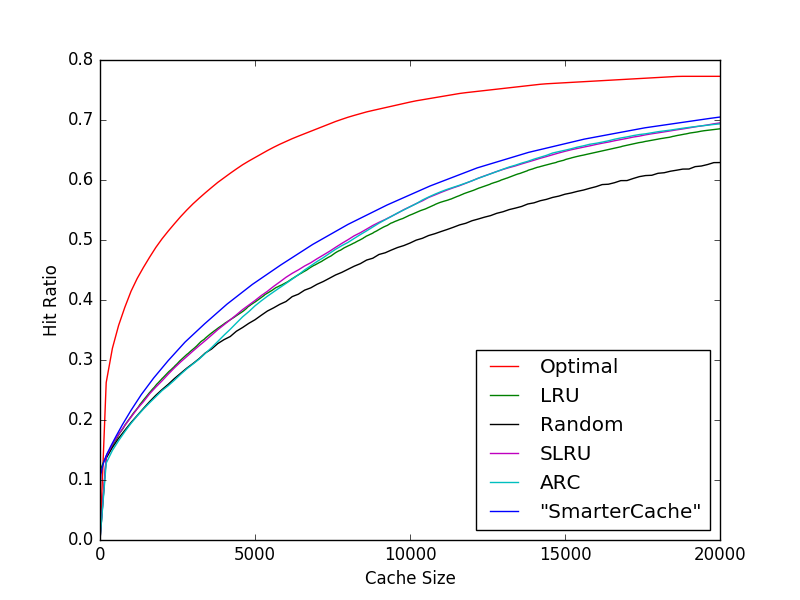 0.8
0.7
0.6
0.5
0.4
0.3
0.2
0.1
0.0
Hit Ratio
Optimal
LRU
Random
SLRU
ARC
"SmarterCache"
0 5000 10000 15000 20000
Cache Size